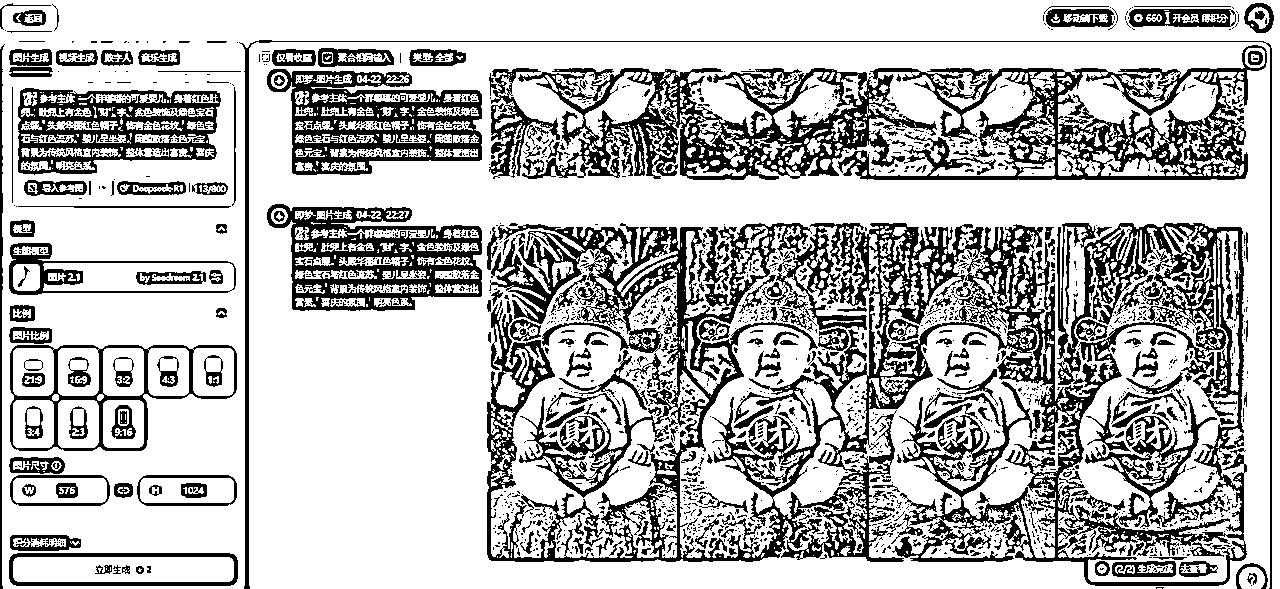 返回
移动端下载
660 | 开会员 得积分
图片生成 视频生成 数字人 音乐生成
参考主体 一个胖嘟嘟的可爱婴儿，身着红色肚
兜，肚兜上有金色“财”字，金色装饰及绿色宝石
点缀，头戴华丽红色帽子，饰有金色花纹，绿色宝
石与红色流苏，婴儿呈坐姿，周围散落金色元宝，
背景为传统风格室内装饰，整体营造出富贵、喜庆
的氛围，明亮色系。
导入参考图
Deepseek-R1
113/800
模型
生图模型
图片 2.1
by Seedream 2.1
比例
图片比例
21:9 16:9 3:2 4:3 1:1
3:4 2:3 9:16
图片尺寸
W 576 H 1024
积分消耗明细
立即生成 2
仅看收藏 聚合相同输入 | 类型: 全部
即梦-图片生成 04-22 22:26
参考主体 一个胖嘟嘟的可爱婴儿，身着红色
肚兜，肚兜上有金色“财”字，金色装饰及绿色
宝石点缀，头戴华丽红色帽子，饰有金色花纹，
绿色宝石与红色流苏，婴儿呈坐姿，周围散落金
色元宝，背景为传统风格室内装饰，整体营造出
富贵、喜庆的氛围。
即梦-图片生成 04-22 22:27
参考主体 一个胖嘟嘟的可爱婴儿，身着红色
肚兜，肚兜上有金色“财”字，金色装饰及绿色
宝石点缀，头戴华丽红色帽子，饰有金色花纹，
绿色宝石与红色流苏，婴儿呈坐姿，周围散落金
色元宝，背景为传统风格室内装饰，整体营造出
富贵、喜庆的氛围，明亮色系。
财 财 财 财
(2/2) 生成完成 去查看